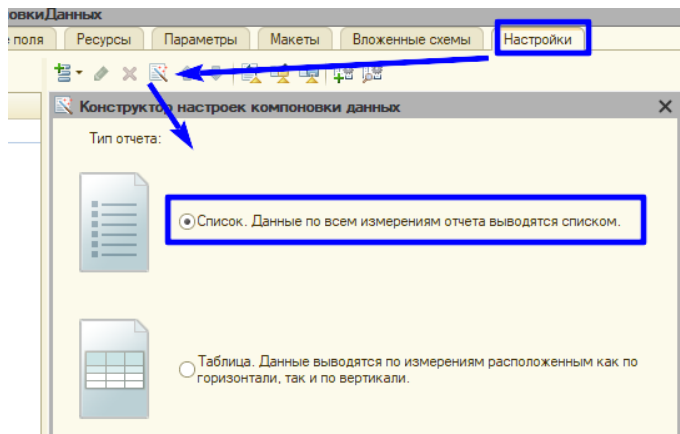 овкиДанных
е поля Ресурсы Параметры Макеты Вложенные схемы Настройки
Конструктор настроек компоновки данных
Тип отчета:
Список. Данные по всем измерениям отчета выводятся списком.
Таблица. Данные выводятся по измерениям расположенным как по
горизонтали, так и по вертикали.